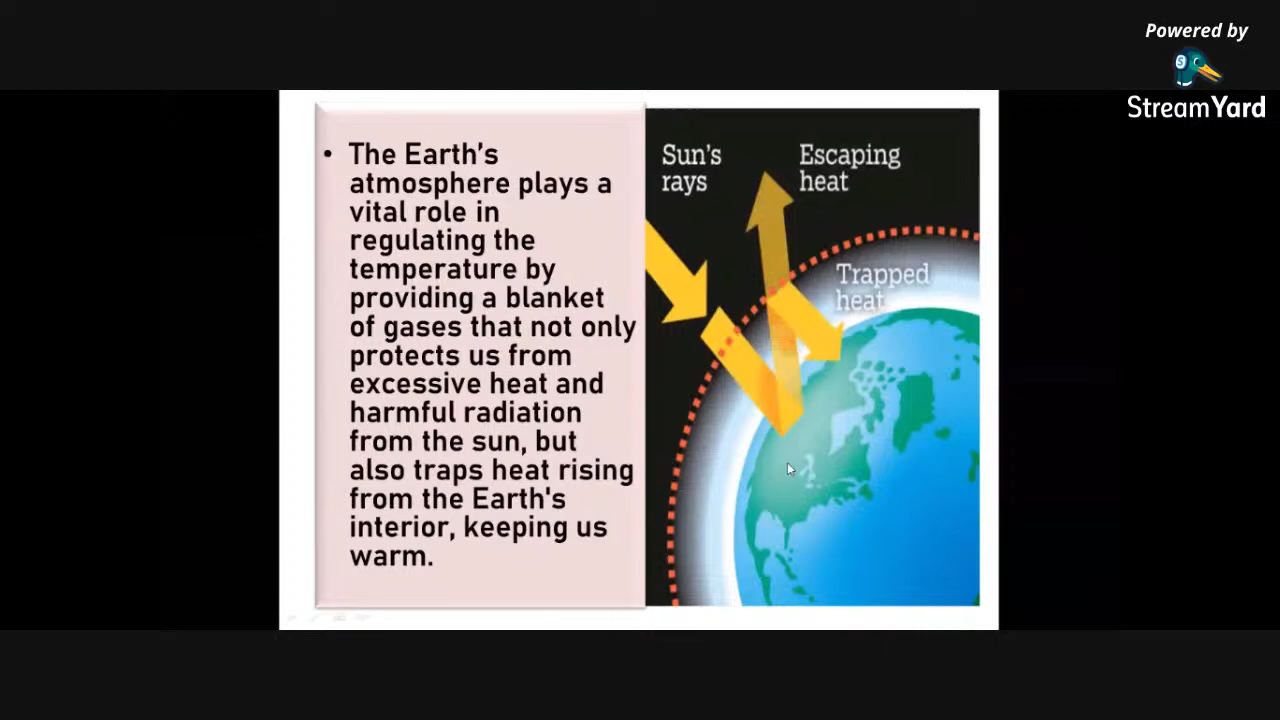 Powered by
StreamYard
• The Earth's
atmosphere plays a
vital role in
regulating the
temperature by
providing a blanket
of gases that not only
protects us from
excessive heat and
harmful radiation
from the sun, but
also traps heat rising
from the Earth's
interior, keeping us
warm.
Sun's
rays
Escaping
heat
Trapped
heat